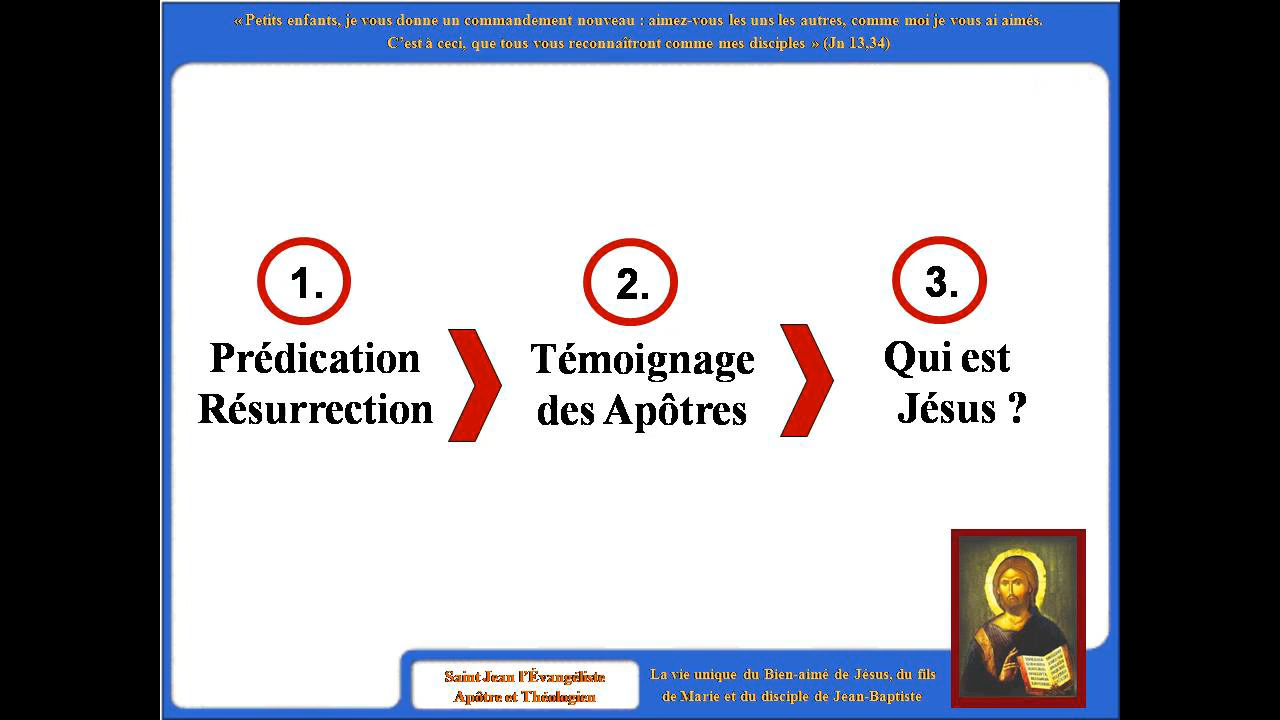 « Petits enfants, je vous donne un commandement nouveau : aimez-vous les uns les autres, comme moi je vous ai aimés.
C’est à ceci, que tous vous reconnaîtront comme mes disciples » (Jn 13,34)
1.
Prédication
Résurrection
2.
Témoignage
des Apôtres
3.
Qui est
Jésus ?
Saint Jean l’Évangéliste
Apôtre et Théologien
La vie unique du Bien-aimé de Jésus, du fils
de Marie et du disciple de Jean-Baptiste